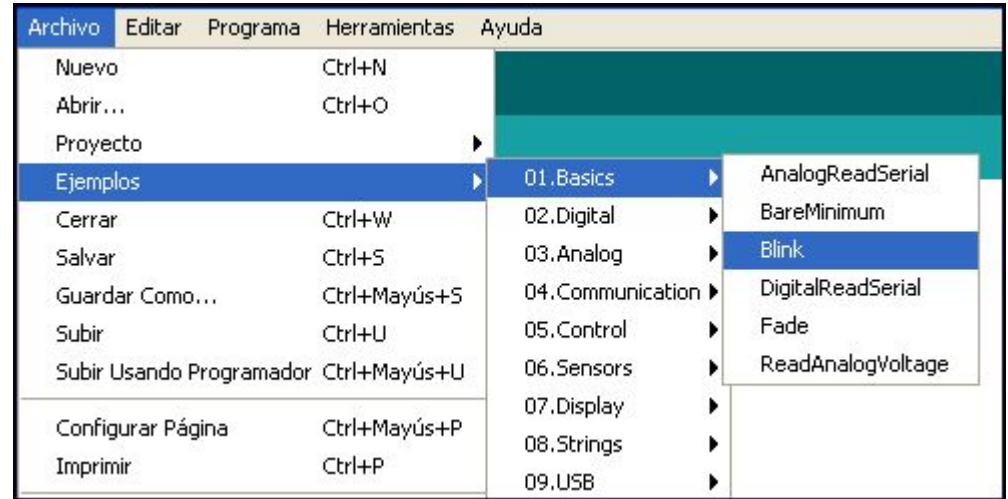 Archivo Editar Programa Herramientas Ayuda
Nuevo Ctrl+N
Abrir... Ctrl+O
Proyecto
Ejemplos
Cerrar Ctrl+W
Salvar Ctrl+S
Guardar Como... Ctrl+Mayús+S
Subir Ctrl+U
Subir Usando Programador Ctrl+Mayús+U
Configurar Página Ctrl+Mayús+P
Imprimir Ctrl+P
01.Basics
02.Digital
03.Analog
04.Communication
05.Control
06.Sensors
07.Display
08.Strings
09.USB
AnalogReadSerial
BareMinimum
Blink
DigitalReadSerial
Fade
ReadAnalogVoltage